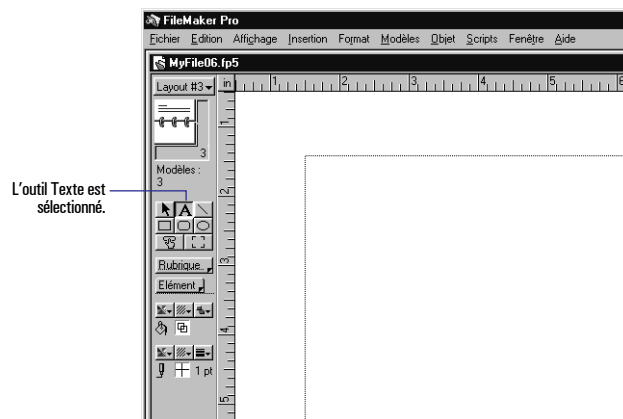 FileMaker Pro
Fichier Edition Affichage Insertion Format Modèles Objet Scripts Fenêtre Aide
MyFile06.fp5
Layout #3
in 1 2 3 4 5 6
3
Modèles :
3
L'outil Texte est
sélectionné.
A
Rubrique...
Elément
1 pt
1
2
3
4
5